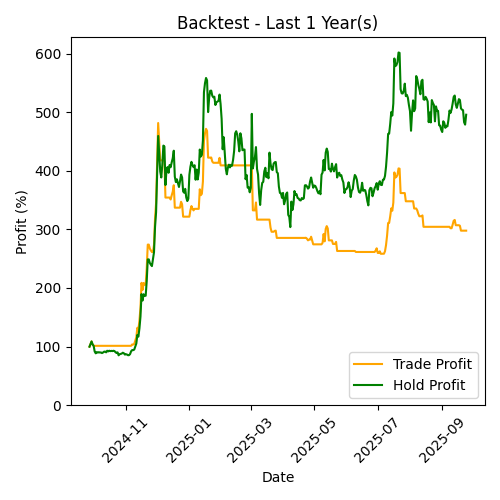 Backtest - Last 1 Year(s)
600
500
400
300
200
100
0
Profit (%)
2024-11
2025-01
2025-03
2025-05
2025-07
2025-09
Date
Trade Profit
Hold Profit